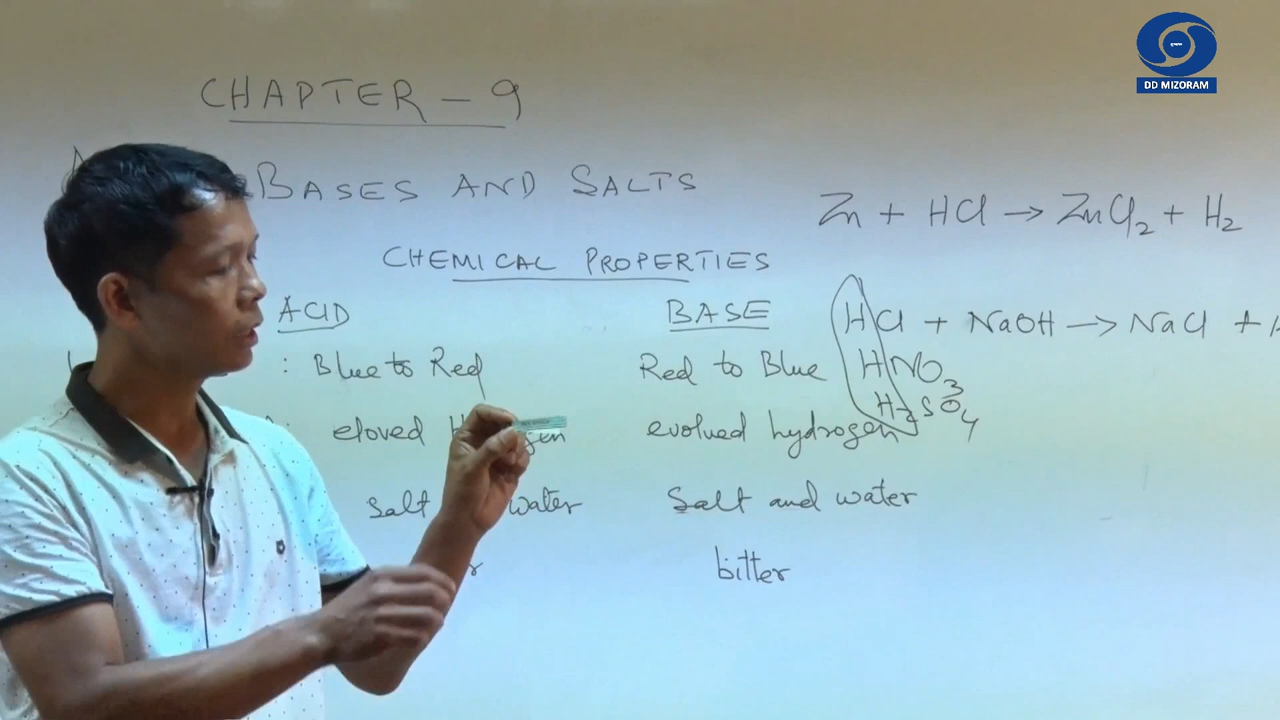 DD MIZORAM
CHAPTER - 9
BASES AND SALTS
Zn + HCl → ZnCl2 + H2
CHEMICAL PROPERTIES
ACID BASE
HCl + NaOH → NaCl +
: Blue to Red Red to Blue HNO3
H2SO4
eloved evolved hydrogen
Salt water Salt and water
bitter